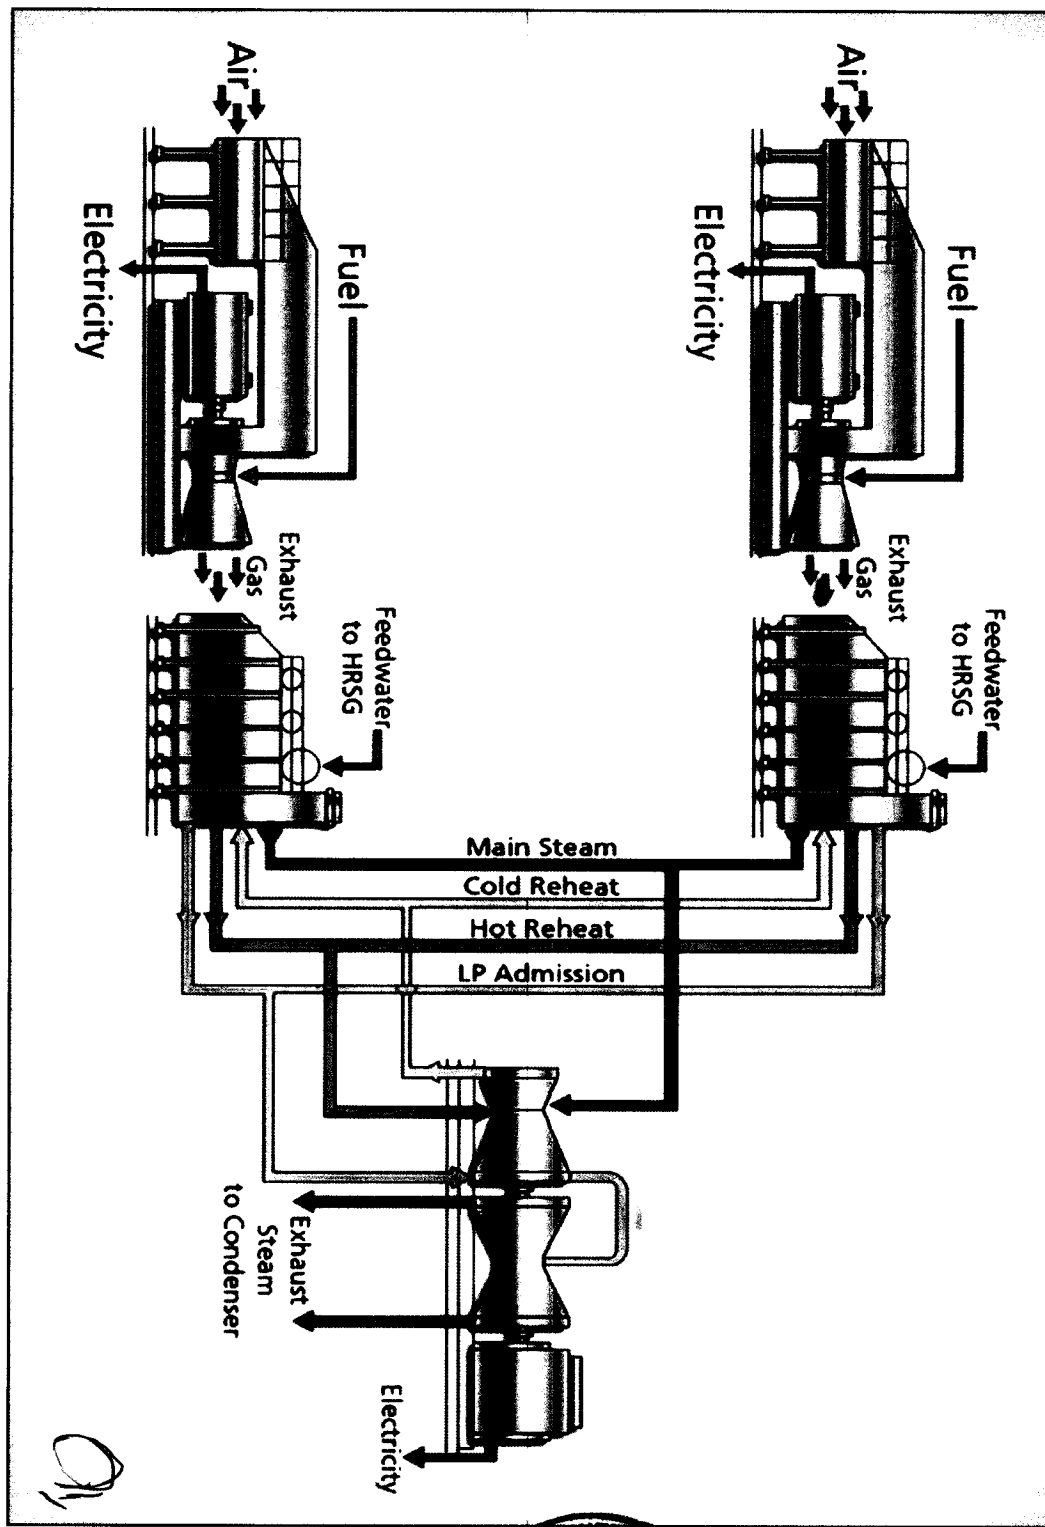 Air
Electricity
Fuel
Exhaust
Gas
Feedwater
to HRSG
Air
Electricity
Fuel
Exhaust
Gas
Feedwater
to HRSG
Main Steam
Cold Reheat
Hot Reheat
LP Admission
Exhaust
Steam
to Condenser
Electricity